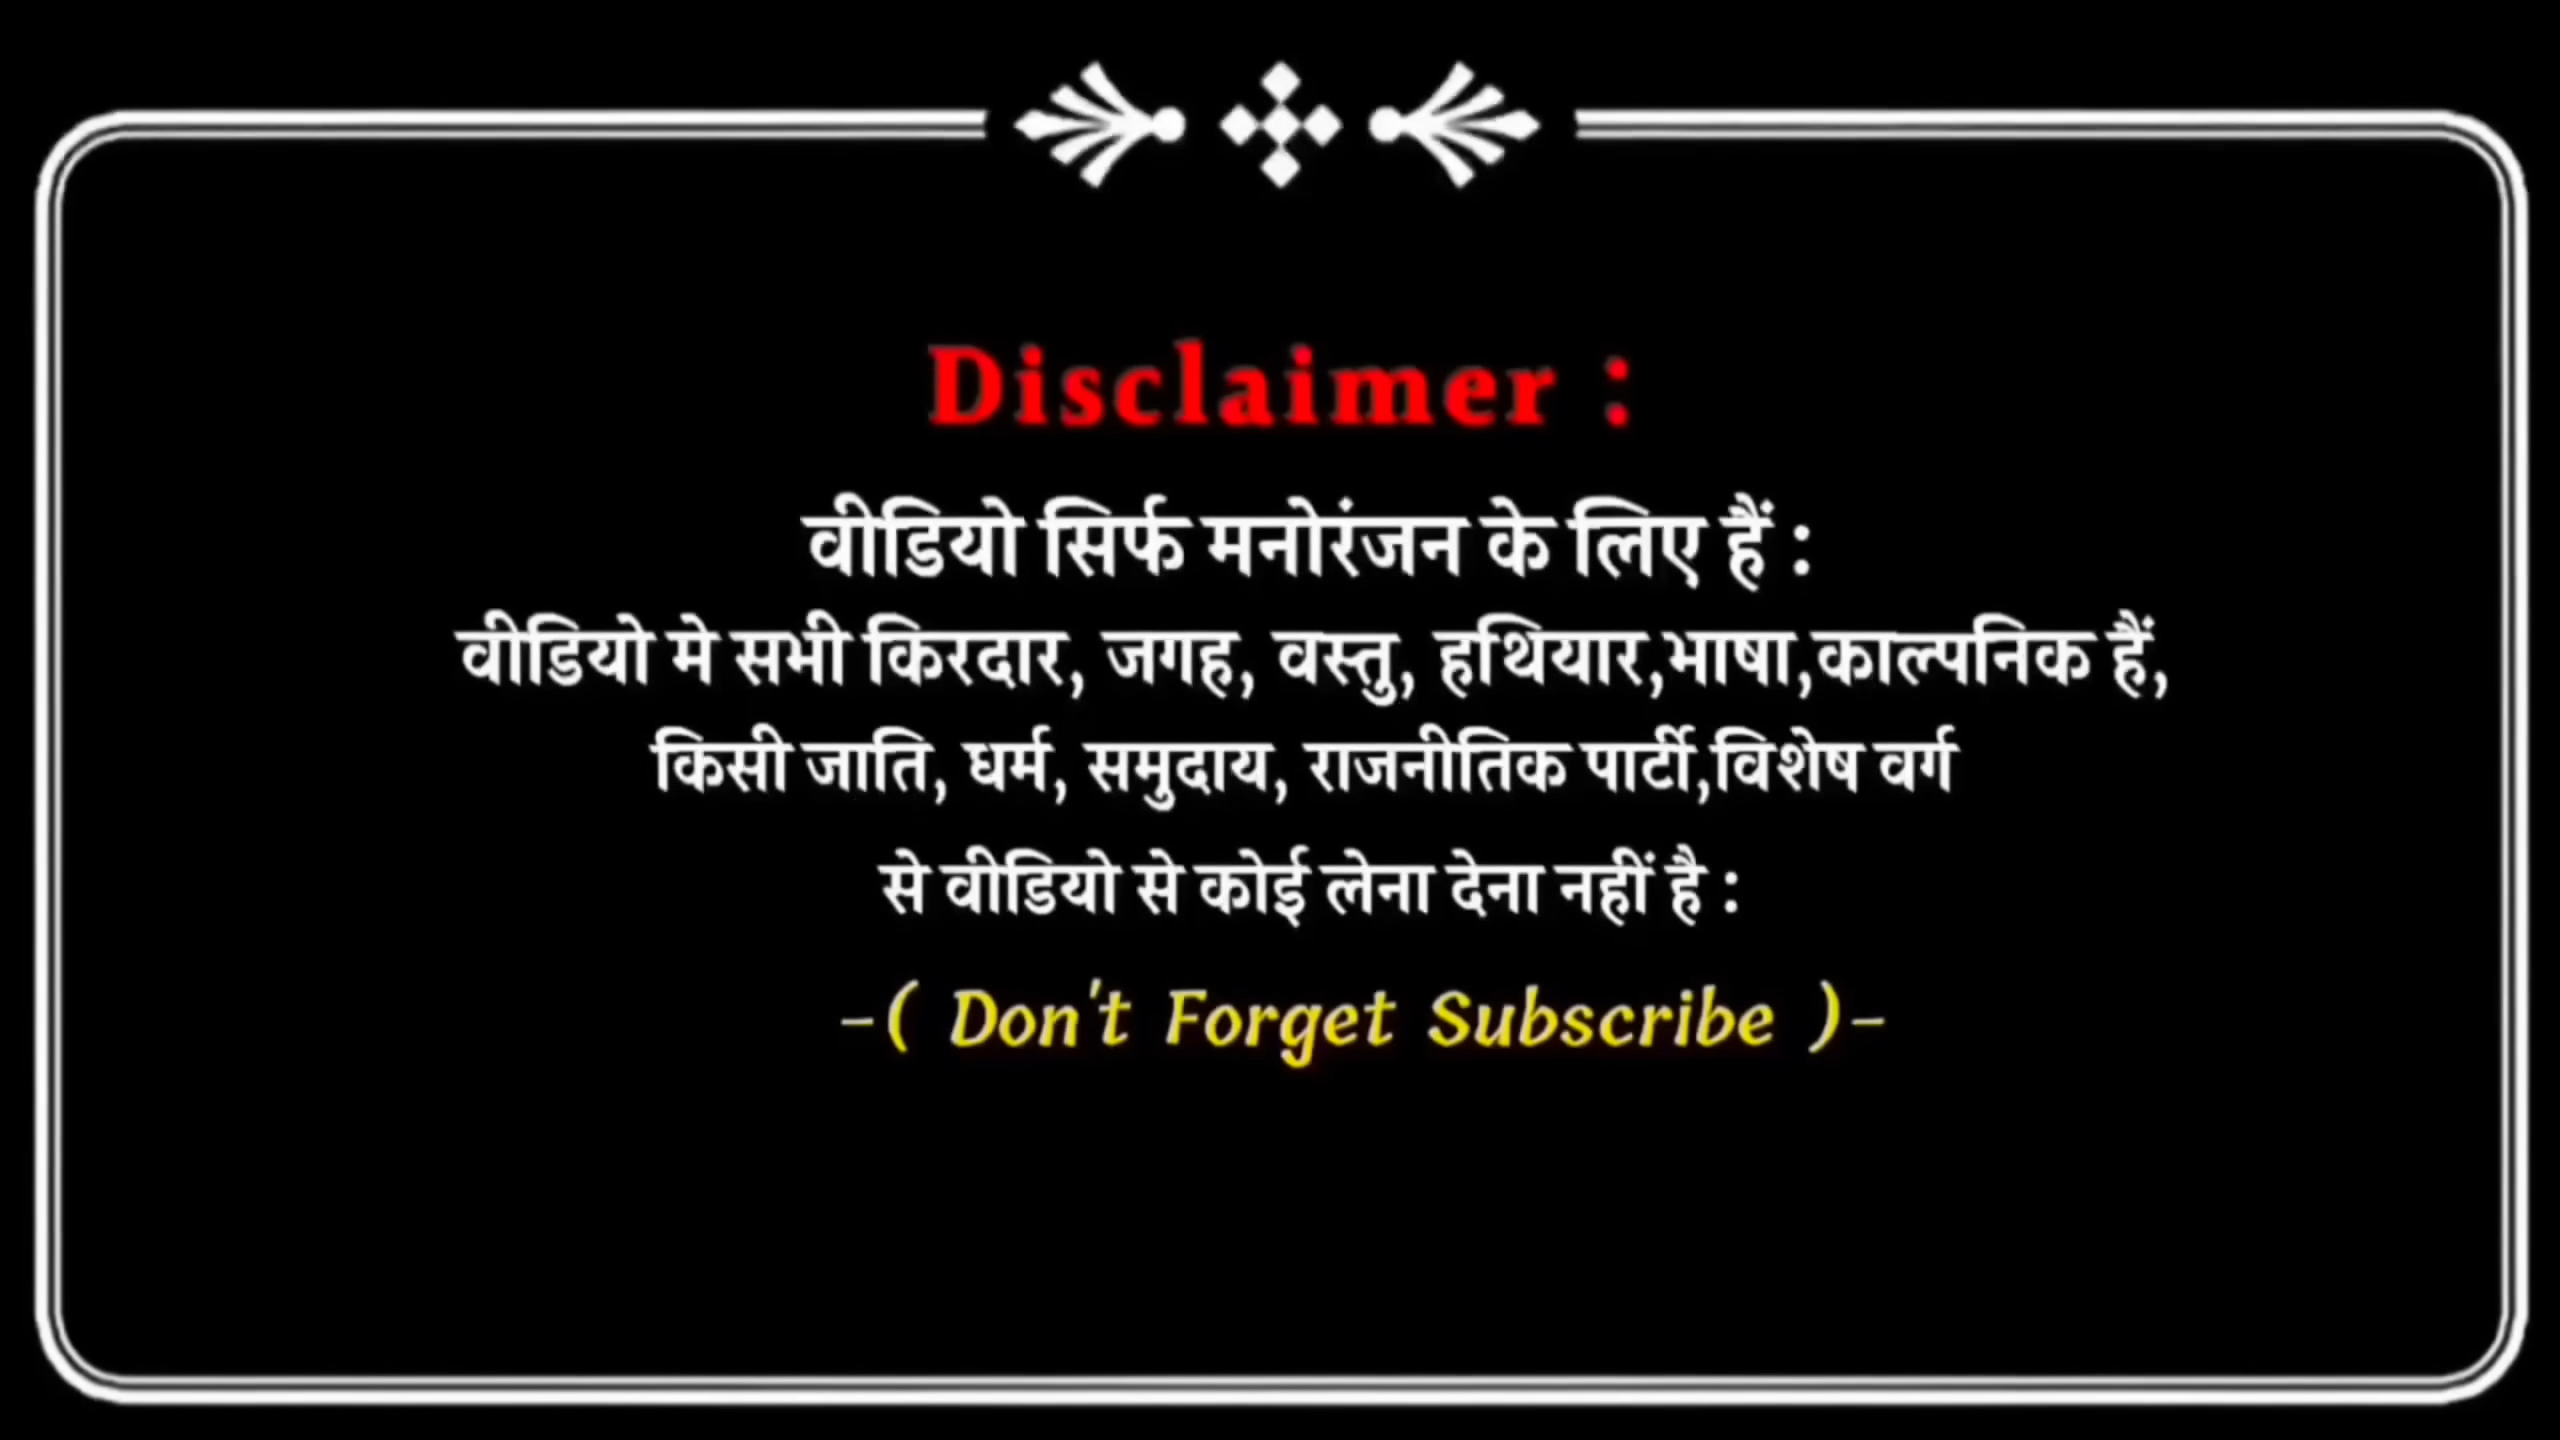 Disclaimer :
वीडियो सिर्फ मनोरंजन के लिए हैं :
वीडियो मे सभी किरदार, जगह, वस्तु, हथियार,भाषा,काल्पनिक हैं,
किसी जाति, धर्म, समुदाय, राजनीतिक पार्टी,विशेष वर्ग
से वीडियो से कोई लेना देना नहीं है :
-( Don't Forget Subscribe )-